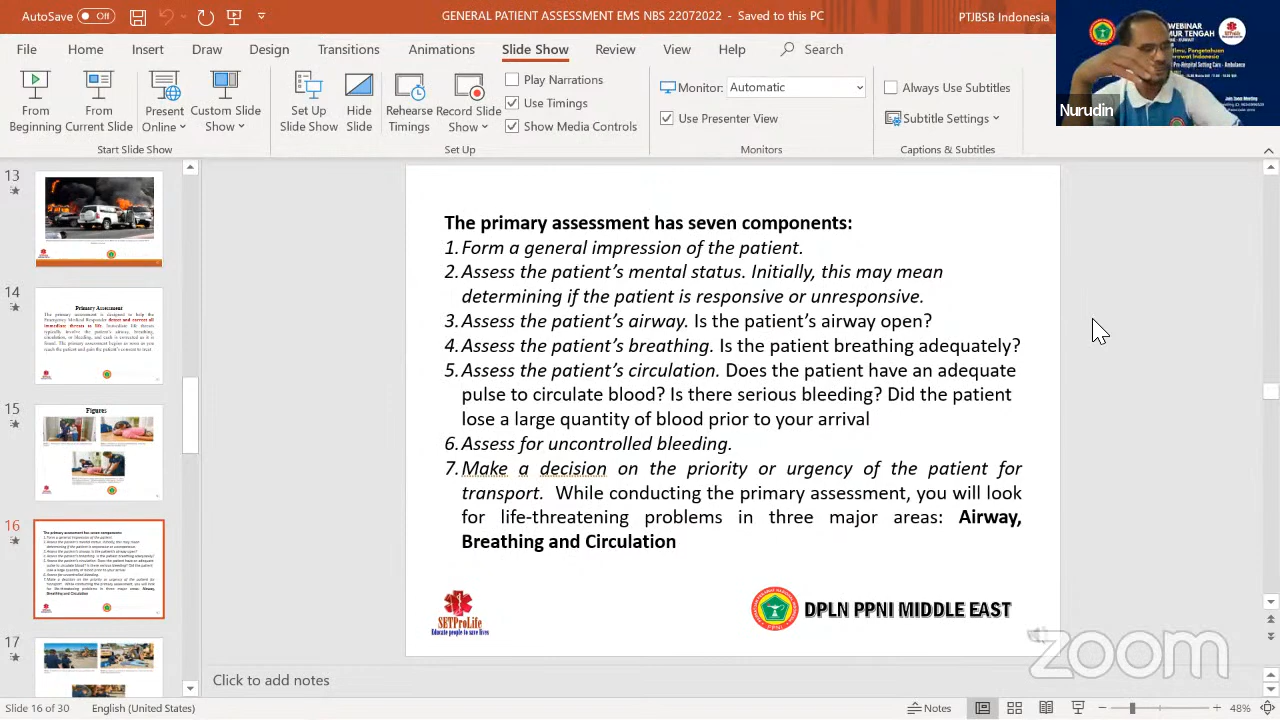 AutoSave Off
GENERAL PATIENT ASSESSMENT EMS NBS 22072022 - Saved to this PC
PTJBSB Indonesia
WEBINAR
File Home Insert Draw Design Transitions Animations Slide Show Review View Help Search
From Beginning
From Current Slide
Present Online
Custom Slide Show
Start Slide Show
Set Up Slide Show
Hide Slide
Rehearse Timings
Record Slide Show
Play Narrations
Use Timings
Show Media Controls
Set Up
Monitor: Automatic
Use Presenter View
Monitors
Always Use Subtitles
Subtitle Settings
Captions & Subtitles
Nurudin
13
14
Primary Assessment
Figures
16
17
The primary assessment has seven components:
1. Form a general impression of the patient.
2. Assess the patient’s mental status. Initially, this may mean
determining if the patient is responsive or unresponsive.
3. Assess the patient’s airway. Is the patient’s airway open?
4. Assess the patient’s breathing. Is the patient breathing adequately?
5. Assess the patient’s circulation. Does the patient have an adequate
pulse to circulate blood? Is there serious bleeding? Did the patient
lose a large quantity of blood prior to your arrival
6. Assess for uncontrolled bleeding.
7. Make a decision on the priority or urgency of the patient for
transport. While conducting the primary assessment, you will look
for life-threatening problems in three major areas: Airway,
Breathing and Circulation
SETProLife
Educate people to save lives
DPLN PPNI MIDDLE EAST
zoom
Click to add notes
Slide 16 of 30
English (United States)
Notes
48%